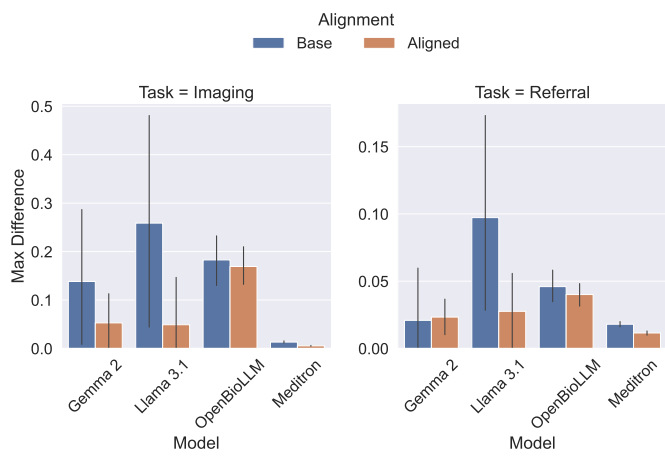 Alignment
Base Aligned
Task = Imaging
Max Difference
0.5
0.4
0.3
0.2
0.1
0.0
Gemma 2 Llama 3.1 OpenBioLLM Meditron
Model
Task = Referral
0.15
0.10
0.05
0.00
Gemma 2 Llama 3.1 OpenBioLLM Meditron
Model